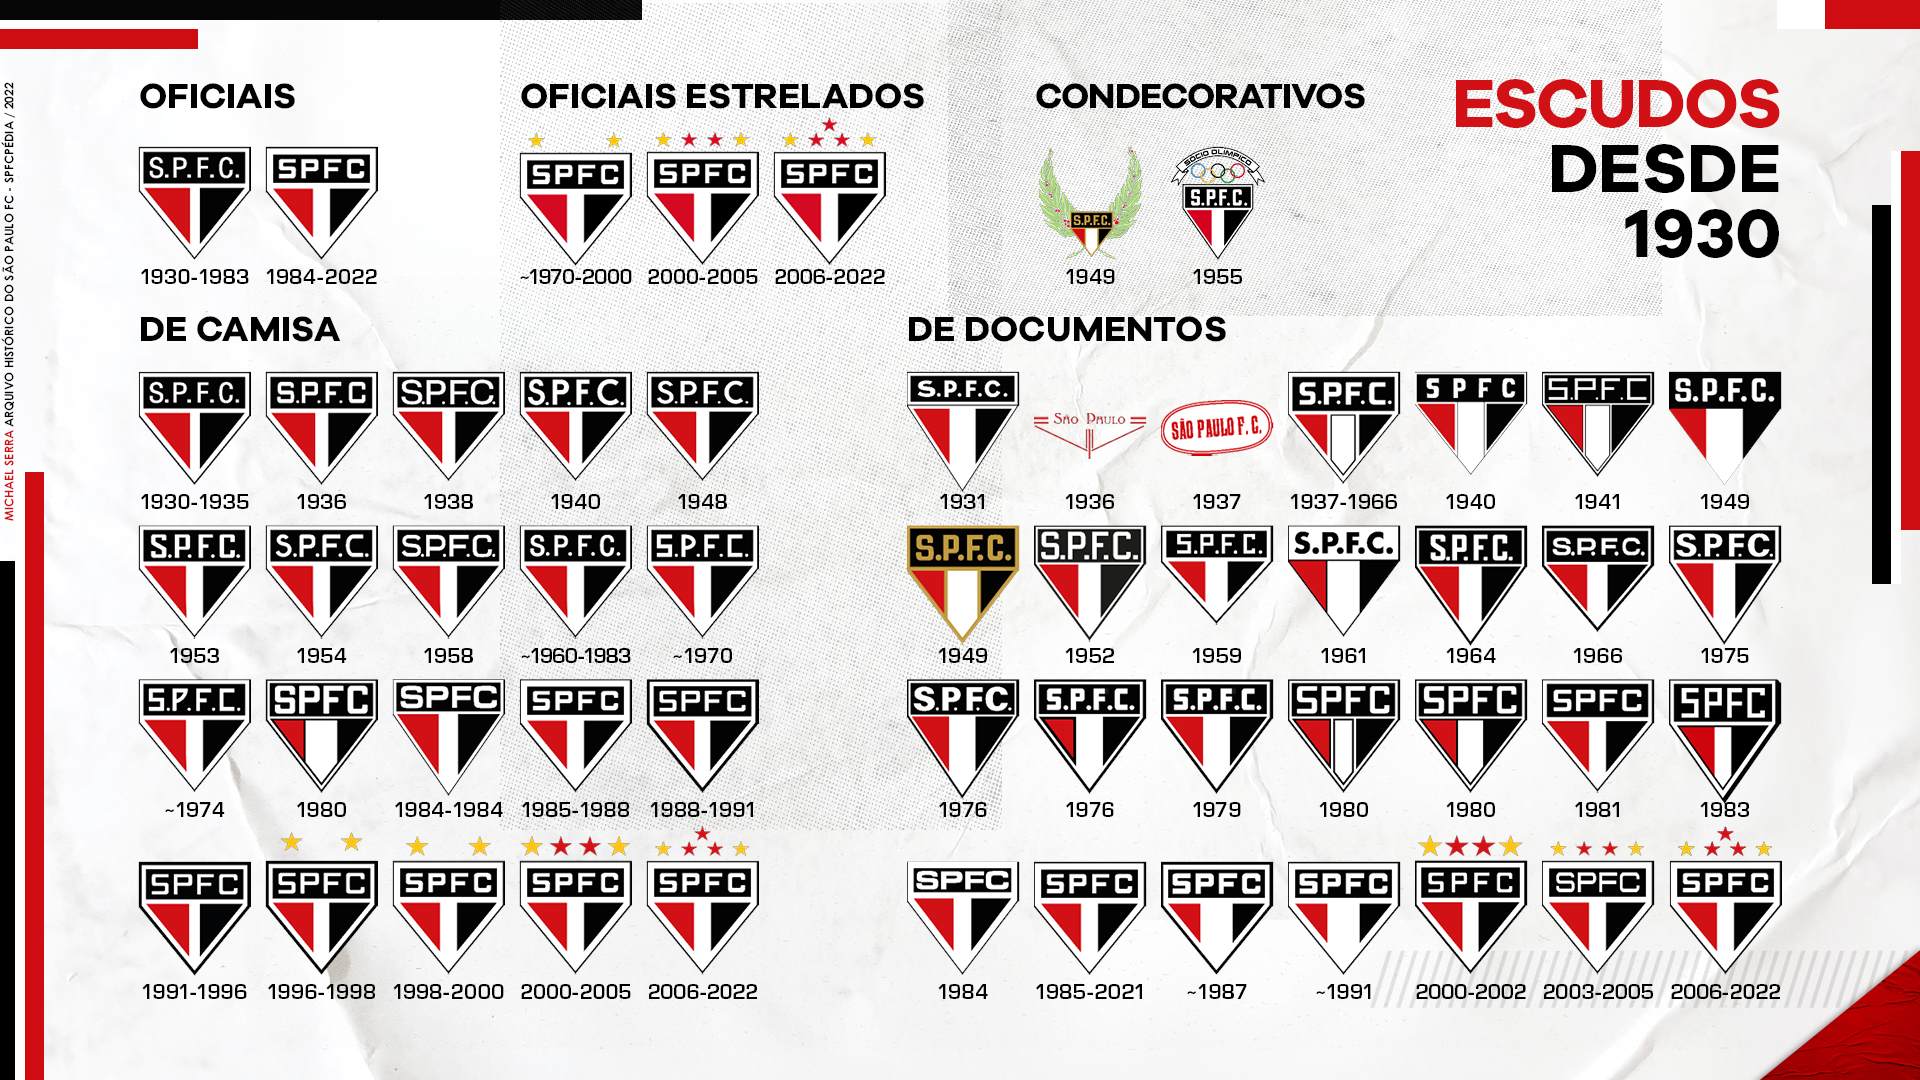 ESCUDOS
DESDE
1930
OFICIAIS
S.P.F.C. SPFC
1930-1983 1984-2022
OFICIAIS ESTRELADOS
SPFC SPFC SPFC
~1970-2000 2000-2005 2006-2022
CONDECORATIVOS
SÓCIO OLÍMPICO
S.P.F.C. S.P.F.C.
1949 1955
DE CAMISA
S.P.F.C. S.P.F.C S.P.F.C. S.P.F.C. S.P.F.C.
1930-1935 1936 1938 1940 1948
S.P.F.C. S.P.F.C. S.P.F.C. S.P.F.C. S.P.F.C.
1953 1954 1958 ~1960-1983 ~1970
S.P.F.C. SPFC SPFC SPFC SPFC
~1974 1980 1984-1984 1985-1988 1988-1991
SPFC SPFC SPFC SPFC SPFC
1991-1996 1996-1998 1998-2000 2000-2005 2006-2022
DE DOCUMENTOS
S.P.F.C. SÃO PAULO SÃO PAULO F. C. S.P.F.C. S P F C S.P.F.C S.P.F.C.
1931 1936 1937 1937-1966 1940 1941 1949
S.P.F.C. S.P.F.C. S.P.F.C. S.P.F.C. S.P.F.C. S.P.F.C. S.P.F.C.
1949 1952 1959 1961 1964 1966 1975
S.P.F.C. S.P.F.C. S.P.F.C. SPFC SPFC SPFC SPFC
1976 1976 1979 1980 1980 1981 1983
SPFC SPFC SPFC SPFC SPFC SPFC SPFC
1984 1985-2021 ~1987 ~1991 2000-2002 2003-2005 2006-2022
MICHAEL SERRA ARQUIVO HISTÓRICO DO SÃO PAULO FC - SPFCPÉDIA / 2022